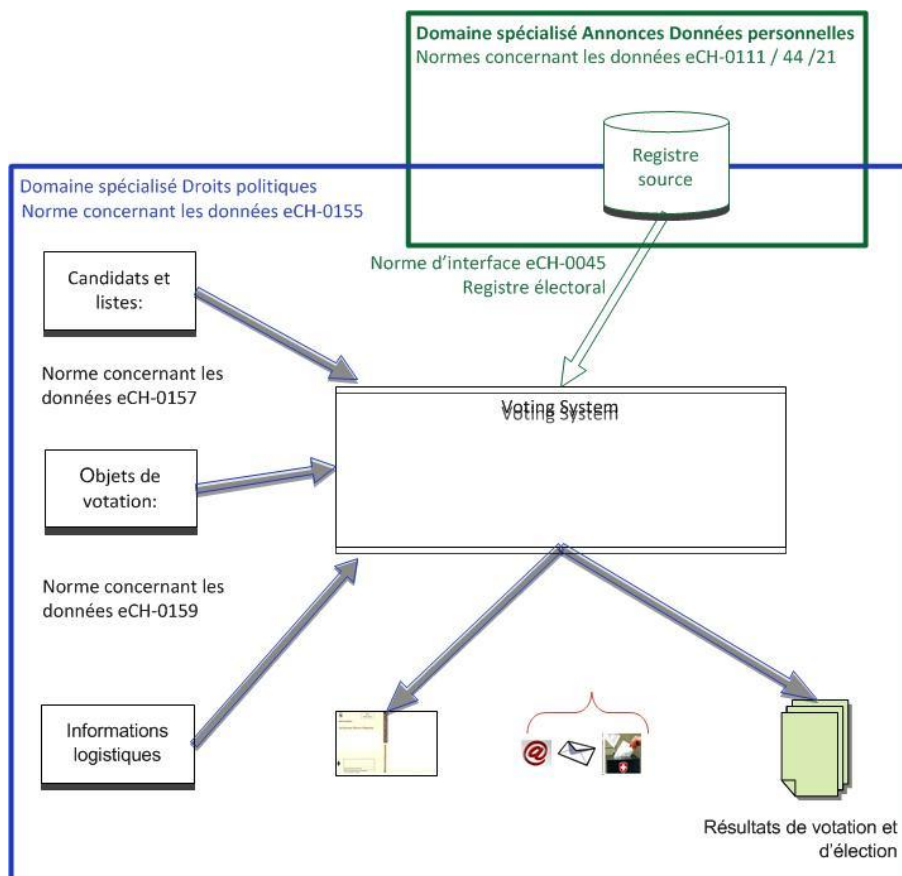 Domaine spécialisé Annonces Données personnelles
Normes concernant les données eCH-0111 / 44 /21
Registre
source
Domaine spécialisé Droits politiques
Norme concernant les données eCH-0155
Norme d'interface eCH-0045
Registre électoral
Candidats et
listes:
Norme concernant les
données eCH-0157
Voting System
Voting System
Objets de
votation:
Norme concernant les
données eCH-0159
Informations
logistiques
@
Résultats de votation et
d'élection